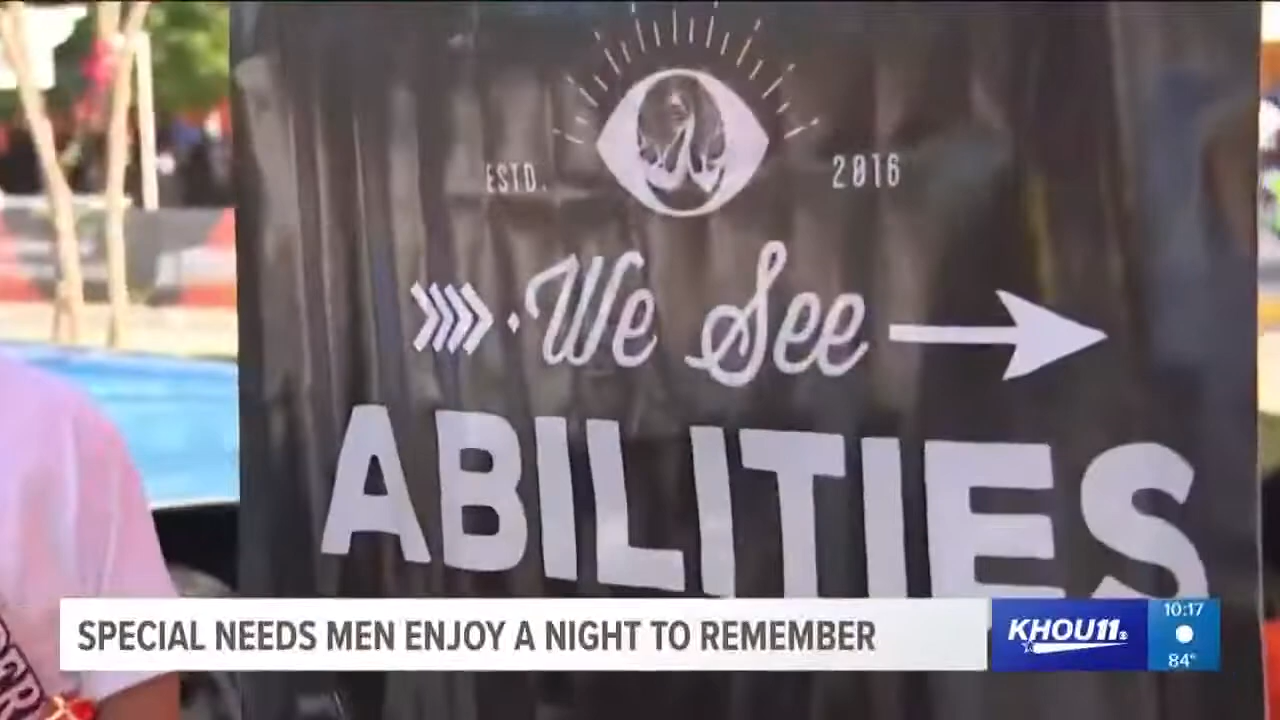 ESTD. 2016
We See
ABILITIES
SPECIAL NEEDS MEN ENJOY A NIGHT TO REMEMBER
KHOU11®
10:17
84°